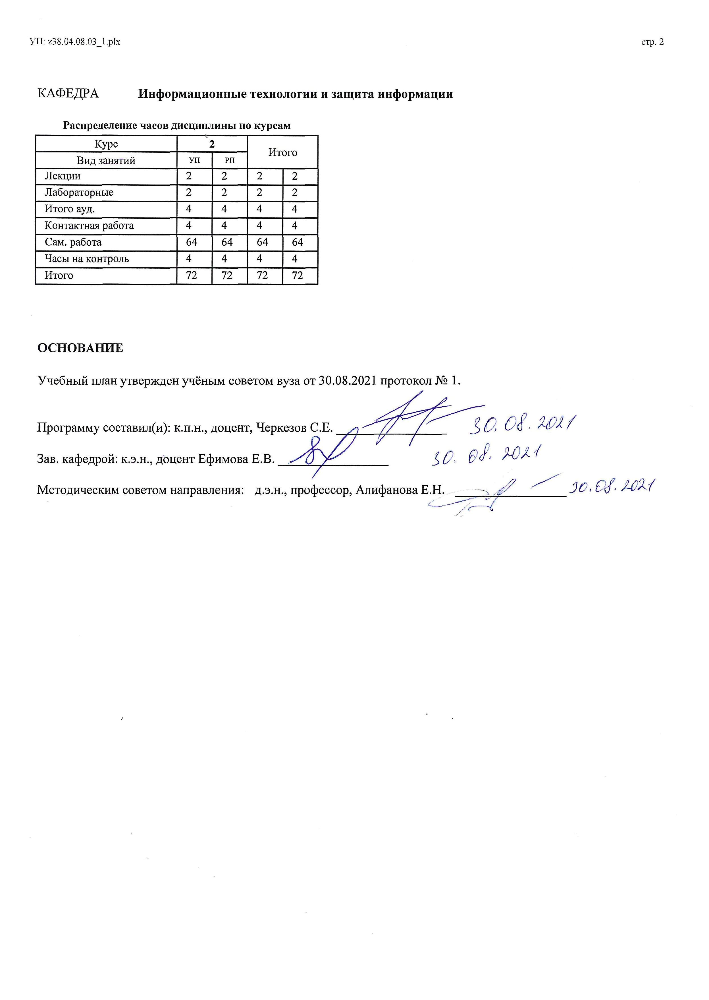 УП: z38.04.08.03_1.plx стр. 2
КАФЕДРА Информационные технологии и защита информации
Распределение часов дисциплины по курсам
Курс 2 Итого
Вид занятий УП РП
Лекции 2 2 2 2
Лабораторные 2 2 2 2
Итого ауд. 4 4 4 4
Контактная работа 4 4 4 4
Сам. работа 64 64 64 64
Часы на контроль 4 4 4 4
Итого 72 72 72 72
ОСНОВАНИЕ
Учебный план утвержден учёным советом вуза от 30.08.2021 протокол № 1.
Программу составил(и): к.п.н., доцент, Черкезов С.Е. 30.08.2021
Зав. кафедрой: к.э.н., доцент Ефимова Е.В. 30.08.2021
Методическим советом направления: д.э.н., профессор, Алифанова Е.Н. 30.08.2021